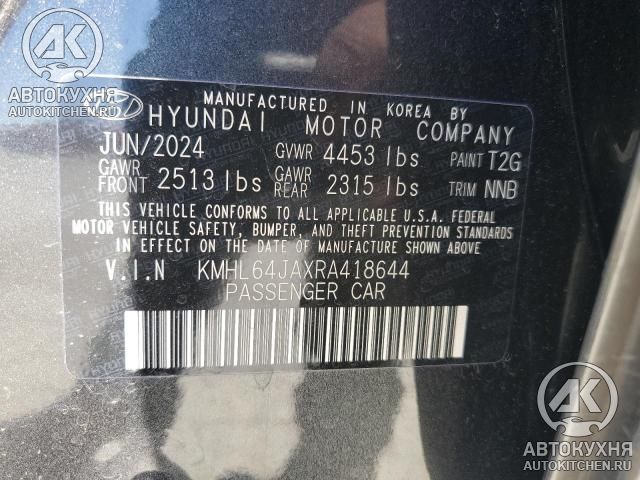 AK
АВТОКУХНЯ
AUTOKITCHEN.RU
MANUFACTURED IN KOREA BY
HYUNDAI MOTOR COMPANY
JUN/2024 GVWR 4453 lbs PAINT T2G
GAWR FRONT 2513 lbs GAWR REAR 2315 lbs TRIM NNB
THIS VEHICLE CONFORMS TO ALL APPLICABLE U.S.A. FEDERAL
MOTOR VEHICLE SAFETY, BUMPER, AND THEFT PREVENTION STANDARDS
IN EFFECT ON THE DATE OF MANUFACTURE SHOWN ABOVE.
V.I.N KMHL64JAXRA418644
PASSENGER CAR
AK
АВТОКУХНЯ
AUTOKITCHEN.RU